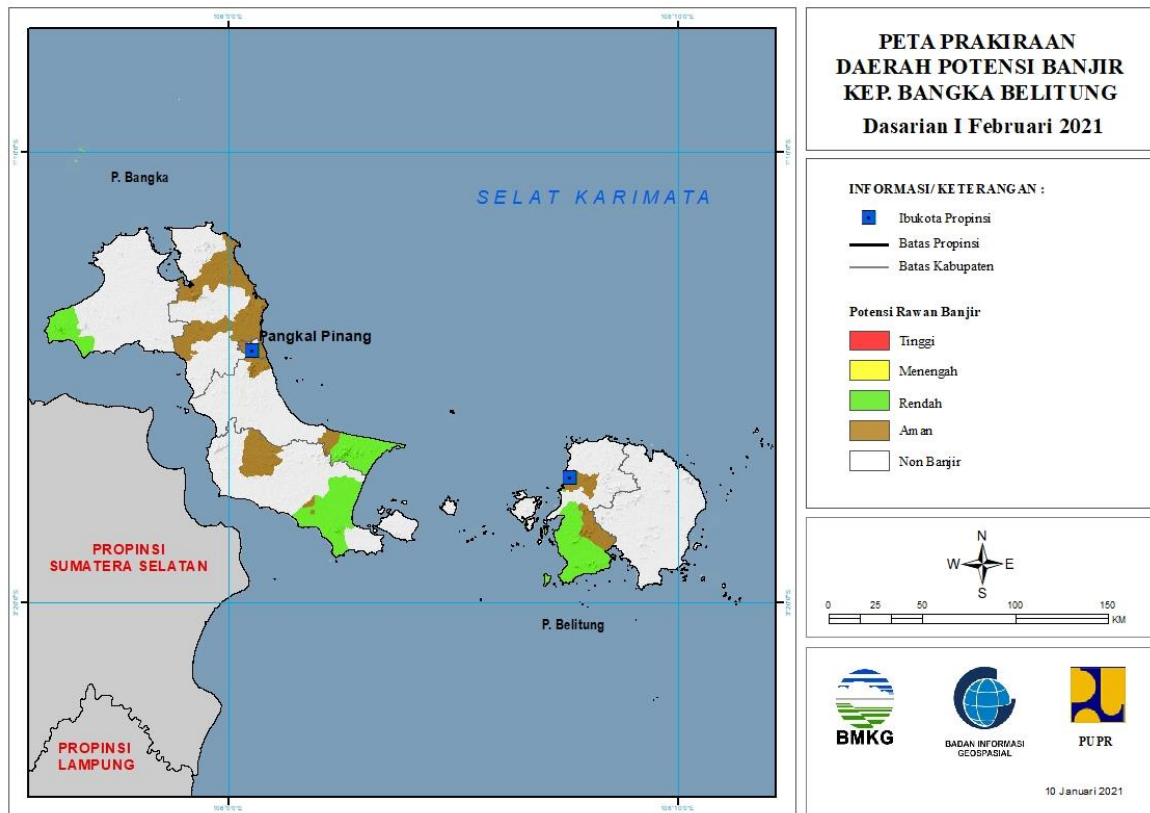 PETA PRAKIRAAN
DAERAH POTENSI BANJIR
KEP. BANGKA BELITUNG
Dasarian I Februari 2021
P. Bangka
SELAT KARIMATA
Pangkal Pinang
PROPINSI
SUMATERA SELATAN
P. Belitung
PROPINSI
LAMPUNG
INFORMASI/ KETERANGAN :
Ibukota Propinsi
Batas Propinsi
Batas Kabupaten
Potensi Rawan Banjir
Tinggi
Menengah
Rendah
Aman
Non Banjir
N
W E
S
0 25 50 100 150
KM
BMKG
BADAN INFORMASI
GEOSPASIAL
PUPR
10 Januari 2021